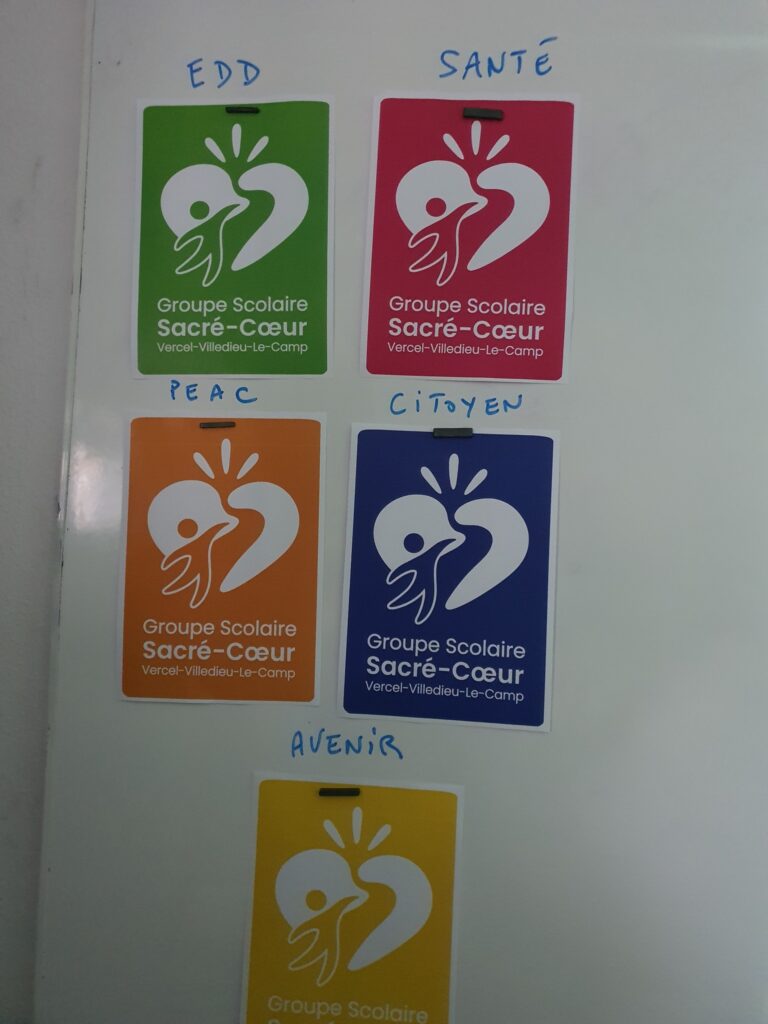 EDD
SANTÉ
Groupe Scolaire
Sacré-Cœur
Vercel-Villedieu-Le-Camp
Groupe Scolaire
Sacré-Cœur
Vercel-Villedieu-Le-Camp
PEAC
CiToYEN
Groupe Scolaire
Sacré-Cœur
Vercel-Villedieu-Le-Camp
Groupe Scolaire
Sacré-Cœur
Vercel-Villedieu-Le-Camp
AVENiR
Groupe Scolaire